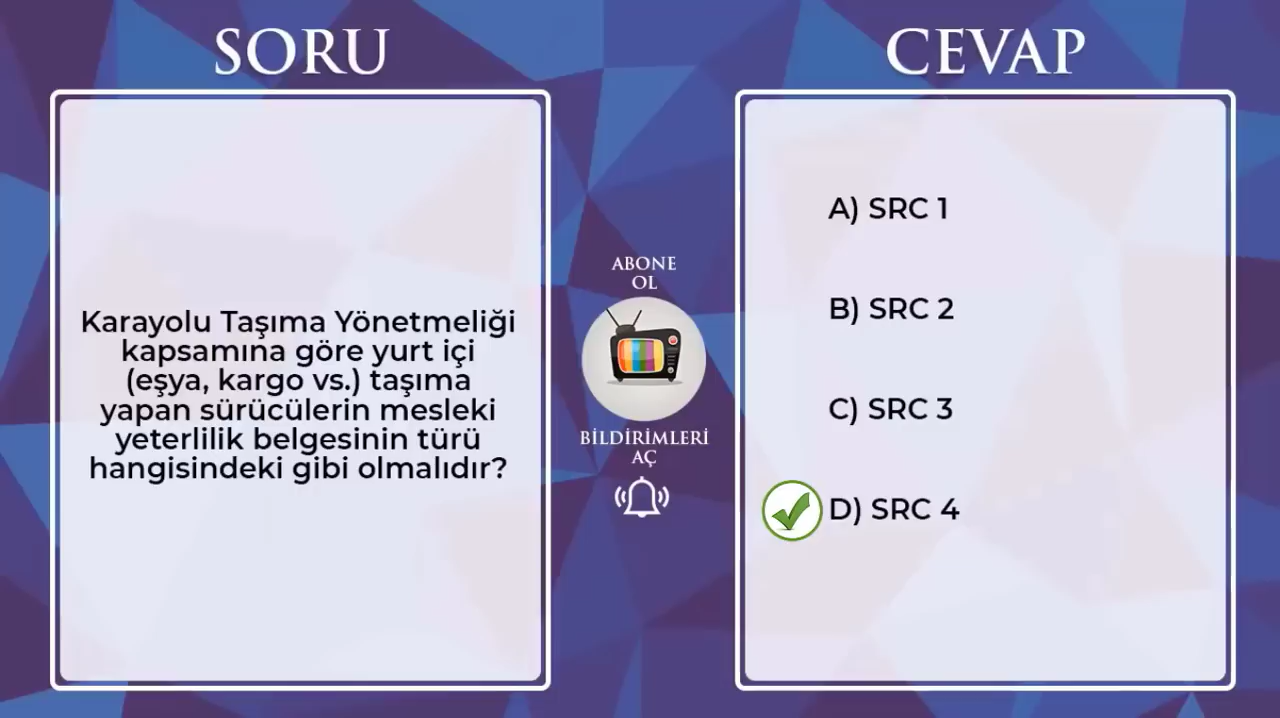 SORU
Karayolu Taşıma Yönetmeliği
kapsamına göre yurt içi
(eşya, kargo vs.) taşıma
yapan sürücülerin mesleki
yeterlilik belgesinin türü
hangisindeki gibi olmalıdır?
ABONE
OL
BİLDİRİMLERİ
AÇ
CEVAP
A) SRC 1
B) SRC 2
C) SRC 3
D) SRC 4